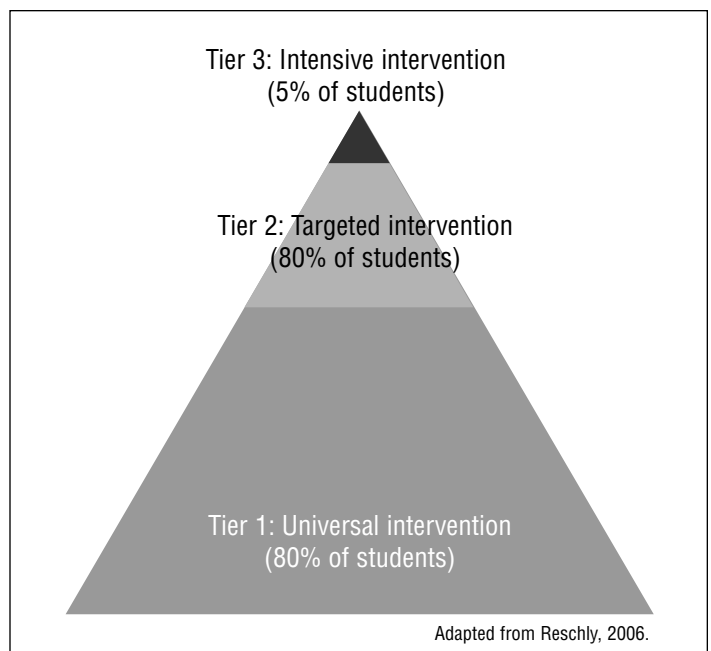 Tier 3: Intensive intervention
(5% of students)
Tier 2: Targeted intervention
(80% of students)
Tier 1: Universal intervention
(80% of students)
Adapted from Reschly, 2006.